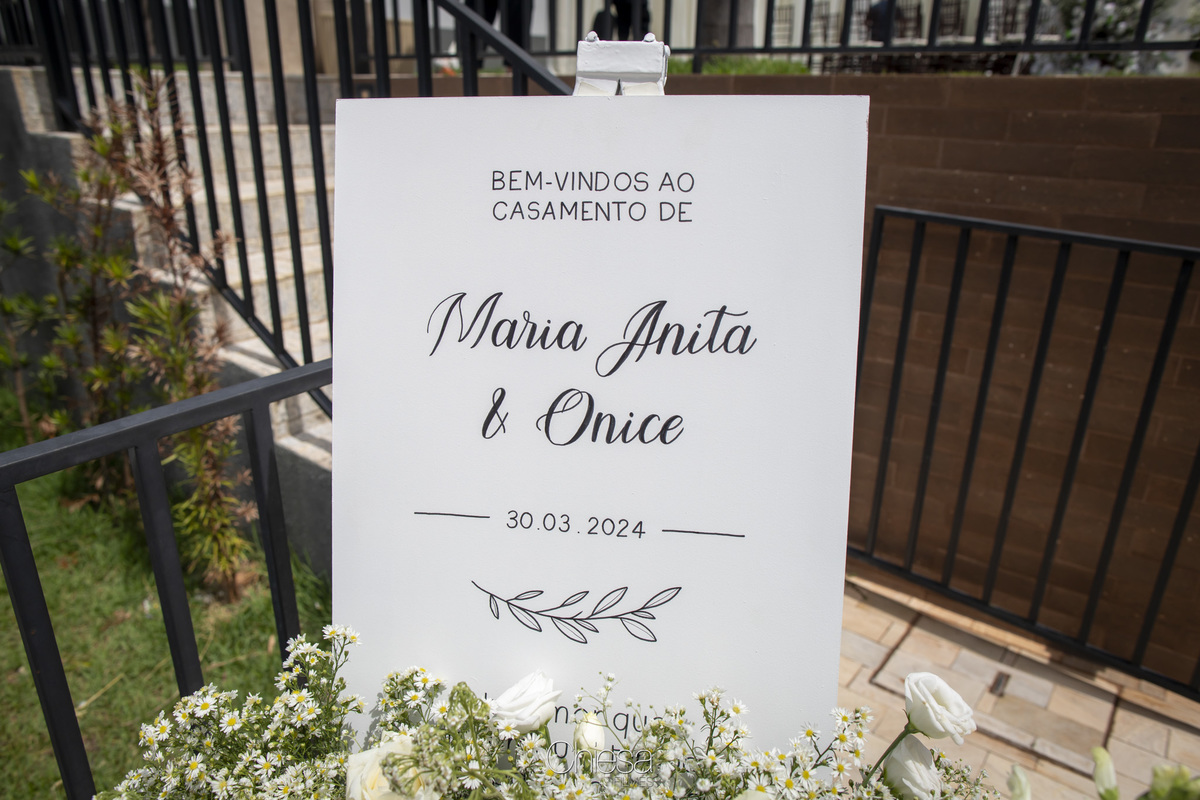 BEM-VINDOS AO
CASAMENTO DE
Maria Anita
& Onice
30.03.2024